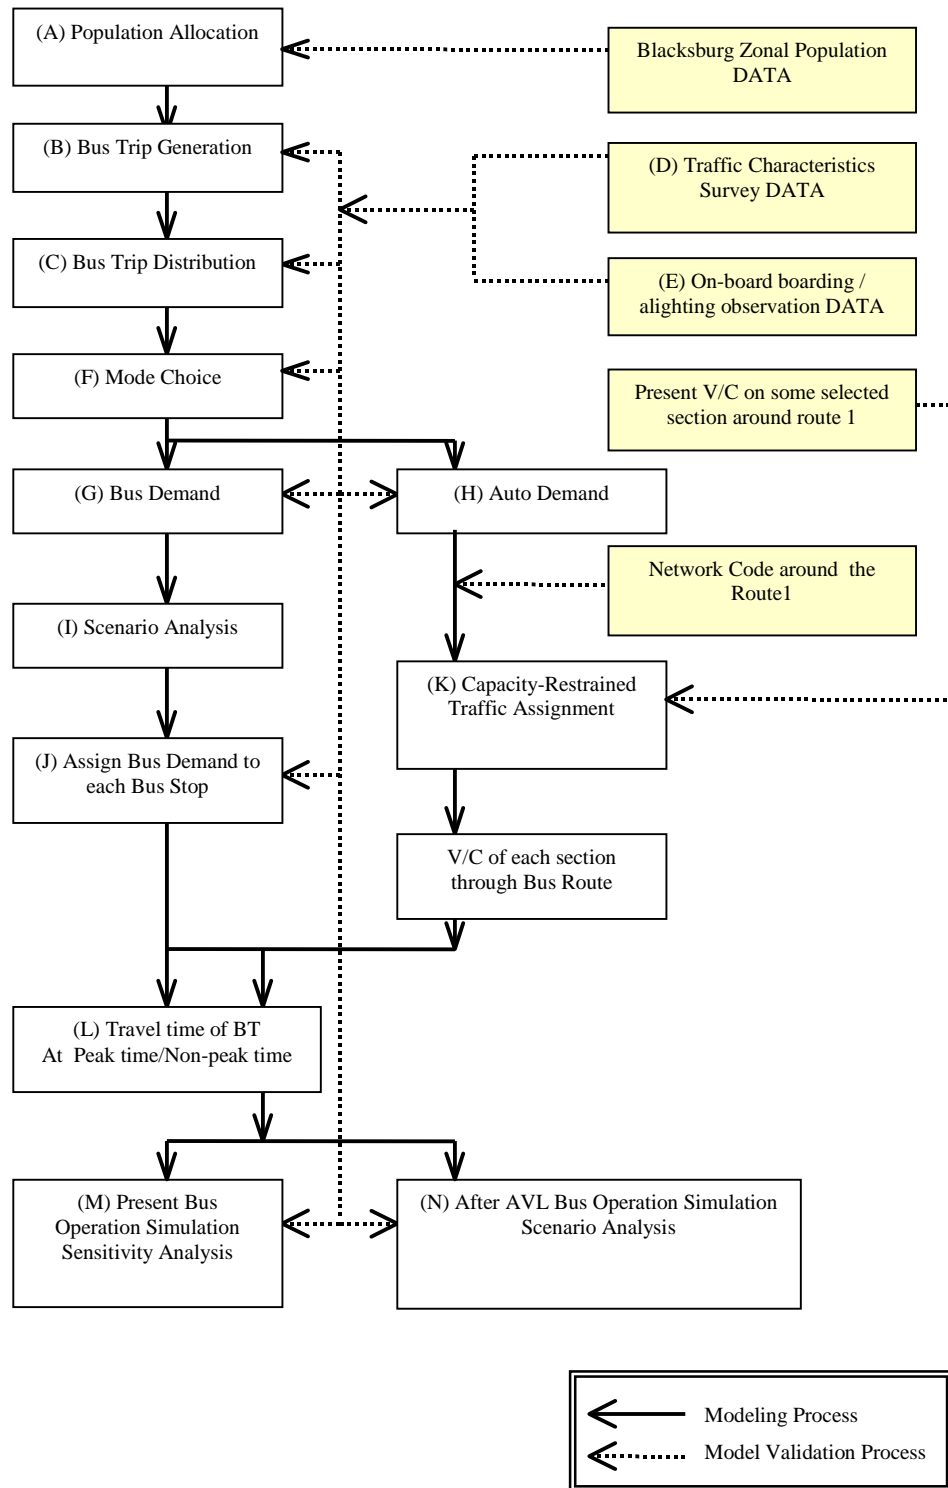 (A) Population Allocation
Blacksburg Zonal Population
DATA
(B) Bus Trip Generation
(D) Traffic Characteristics
Survey DATA
(C) Bus Trip Distribution
(E) On-board boarding /
alighting observation DATA
(F) Mode Choice
Present V/C on some selected
section around route 1
(G) Bus Demand
(H) Auto Demand
Network Code around the
Route1
(I) Scenario Analysis
(K) Capacity-Restrained
Traffic Assignment
(J) Assign Bus Demand to
each Bus Stop
V/C of each section
through Bus Route
(L) Travel time of BT
At Peak time/Non-peak time
(M) Present Bus
Operation Simulation
Sensitivity Analysis
(N) After AVL Bus Operation Simulation
Scenario Analysis
Modeling Process
Model Validation Process